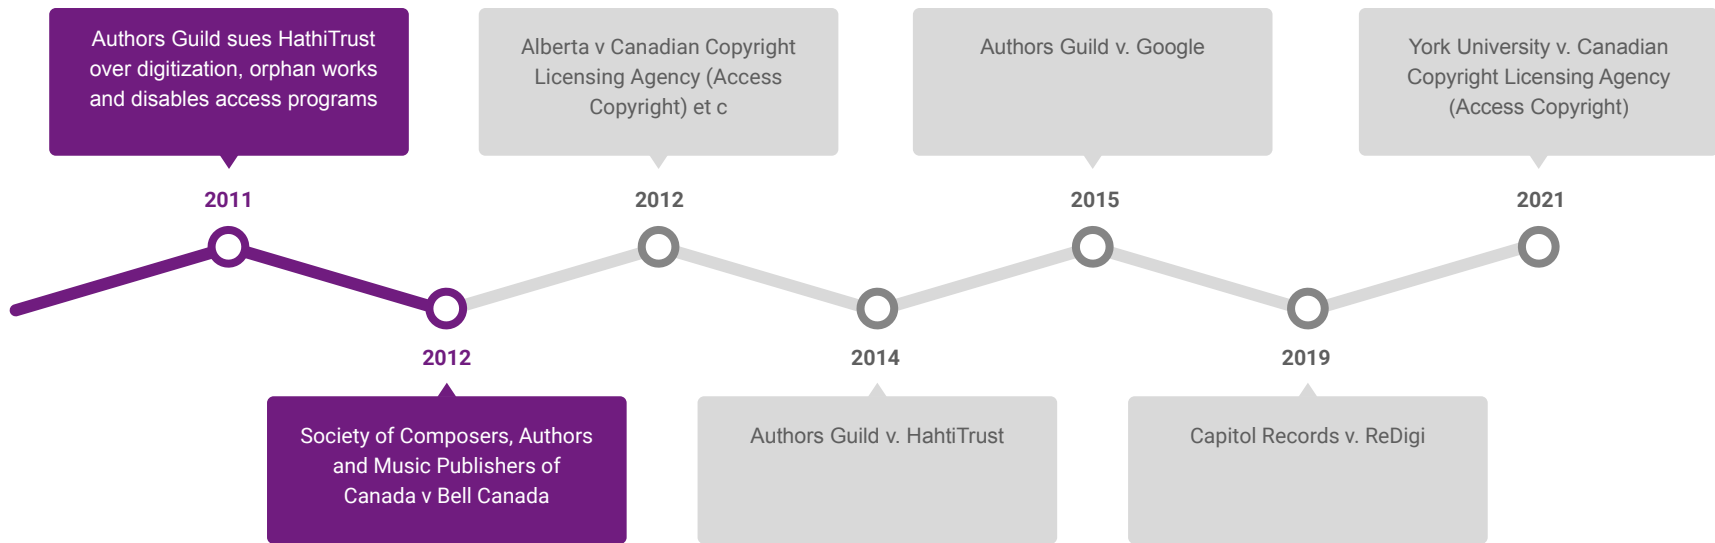 Authors Guild sues HathiTrust
over digitization, orphan works
and disables access programs
2011
2012
Society of Composers, Authors
and Music Publishers of
Canada v Bell Canada
Alberta v Canadian Copyright
Licensing Agency (Access
Copyright) et c
2012
2014
Authors Guild v. HahtiTrust
Authors Guild v. Google
2015
2019
Capitol Records v. ReDigi
York University v. Canadian
Copyright Licensing Agency
(Access Copyright)
2021